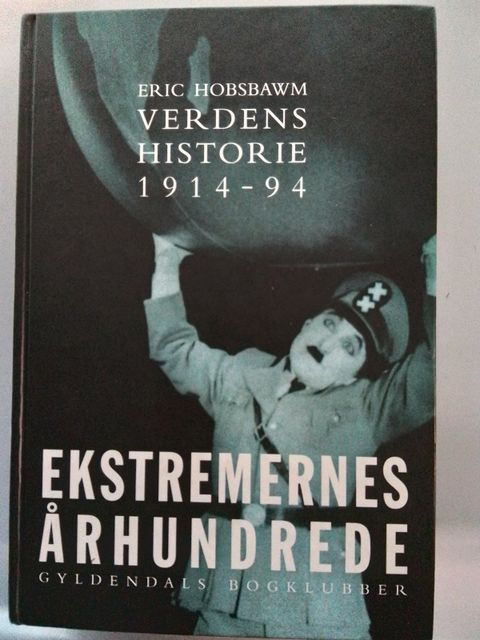 ERIC HOBSBAWM
VERDENS
HISTORIE
1914-94
EKSTREMERNES
ÅRHUNDREDE
GYLDENDALS BOGKLUBBER